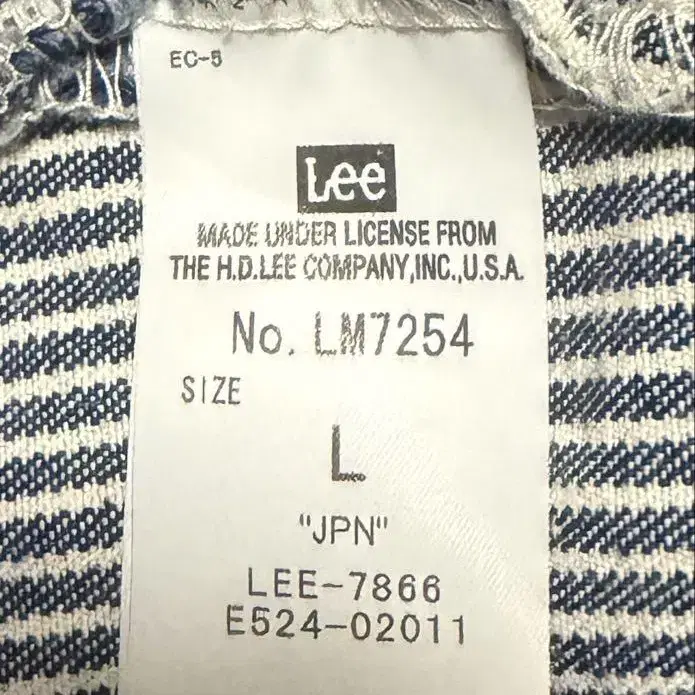 EC-5
Lee
MADE UNDER LICENSE FROM
THE H.D.LEE COMPANY,INC.,U.S.A.
No. LM7254
SIZE
L
"JPN"
LEE-7866
E524-02011